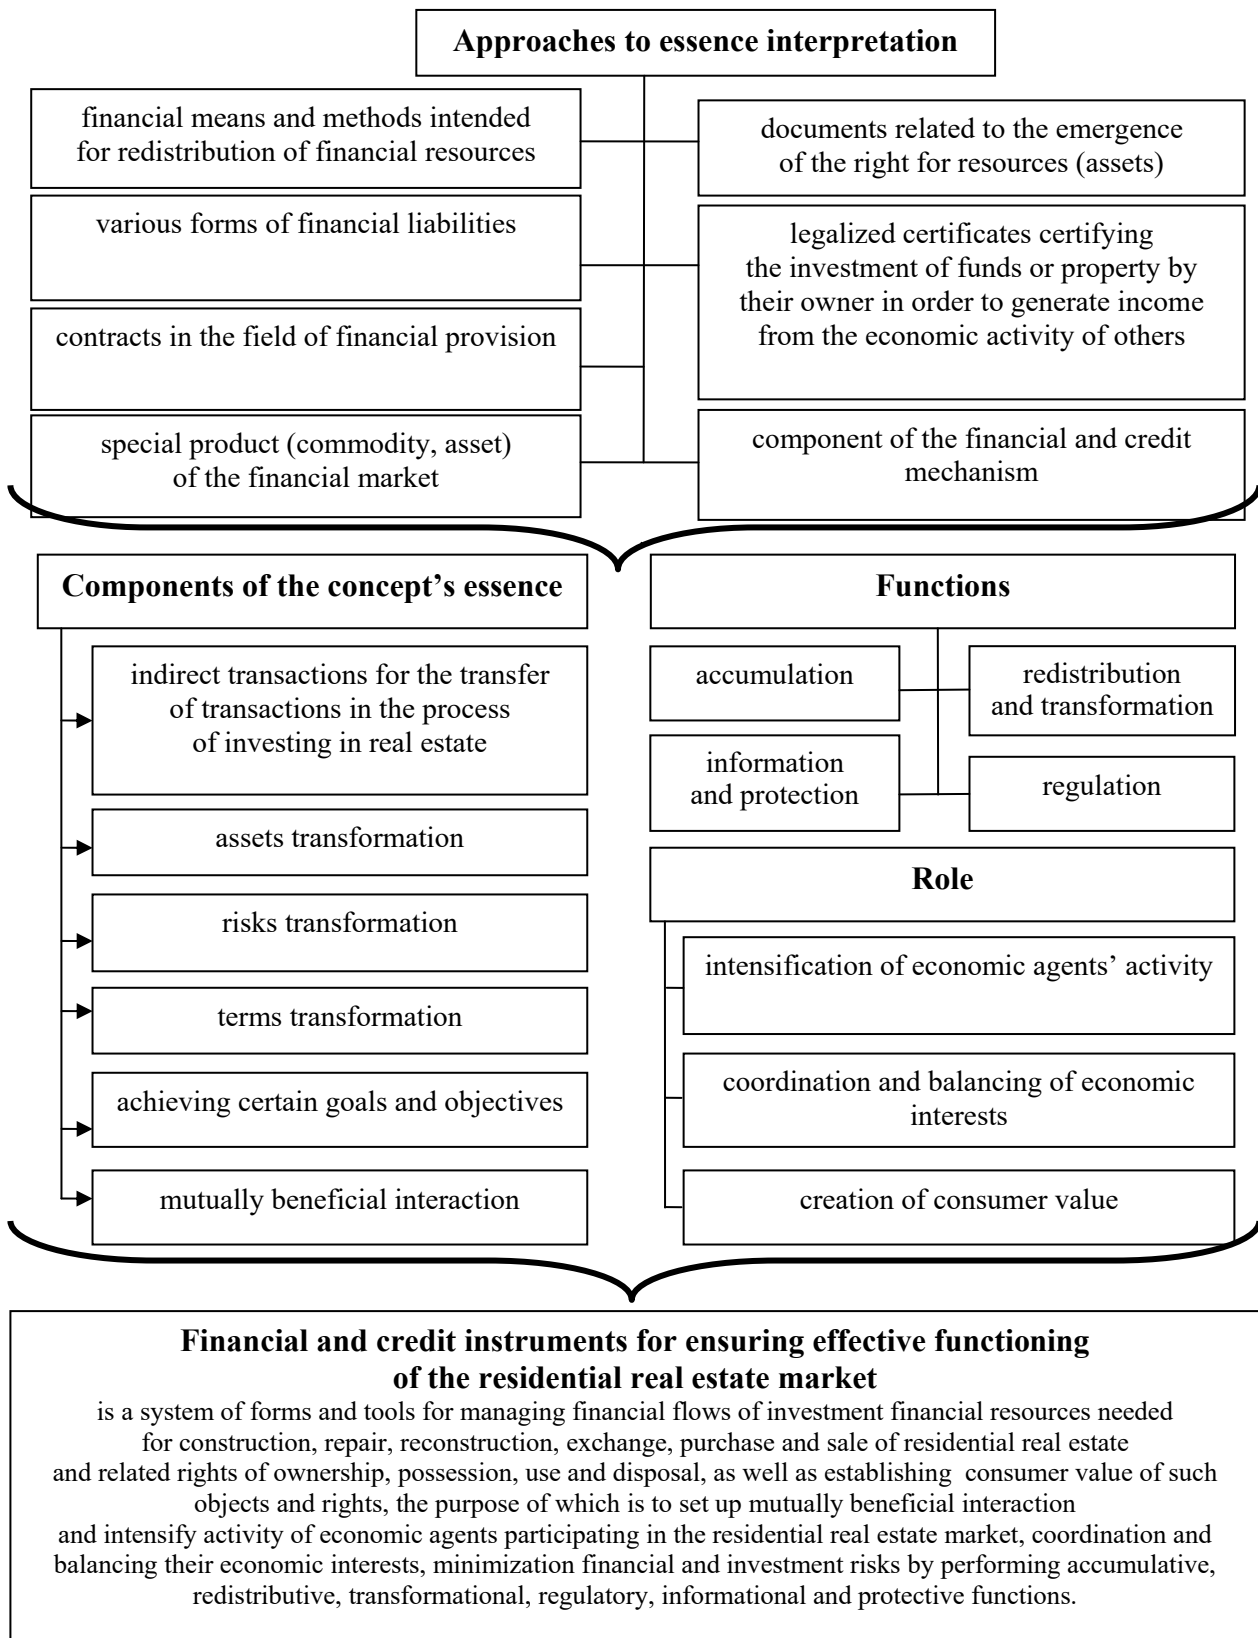 Approaches to essence interpretation
financial means and methods intended
for redistribution of financial resources
documents related to the emergence
of the right for resources (assets)
various forms of financial liabilities
legalized certificates certifying
the investment of funds or property by
their owner in order to generate income
from the economic activity of others
contracts in the field of financial provision
special product (commodity, asset)
of the financial market
component of the financial and credit
mechanism
Components of the concept’s essence
indirect transactions for the transfer
of transactions in the process
of investing in real estate
assets transformation
risks transformation
terms transformation
achieving certain goals and objectives
mutually beneficial interaction
Functions
accumulation
redistribution
and transformation
information
and protection
regulation
Role
intensification of economic agents’ activity
coordination and balancing of economic
interests
creation of consumer value
Financial and credit instruments for ensuring effective functioning
of the residential real estate market
is a system of forms and tools for managing financial flows of investment financial resources needed
for construction, repair, reconstruction, exchange, purchase and sale of residential real estate
and related rights of ownership, possession, use and disposal, as well as establishing  consumer value of such
objects and rights, the purpose of which is to set up mutually beneficial interaction
and intensify activity of economic agents participating in the residential real estate market, coordination and
balancing their economic interests, minimization financial and investment risks by performing accumulative,
redistributive, transformational, regulatory, informational and protective functions.